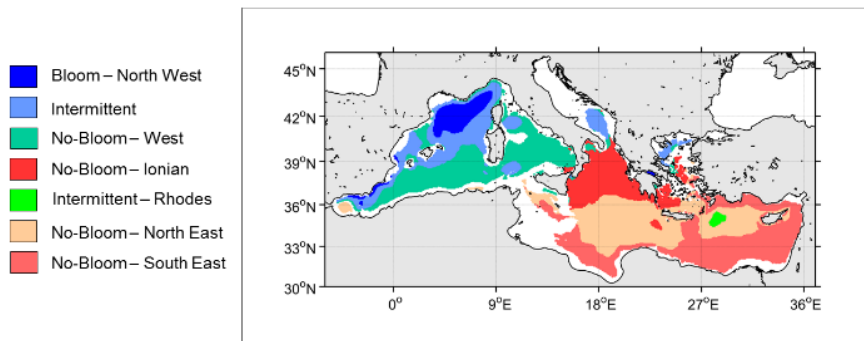 Bloom – North West
Intermittent
No-Bloom – West
No-Bloom – Ionian
Intermittent – Rhodes
No-Bloom – North East
No-Bloom – South East
45°N
42°N
39°N
36°N
33°N
30°N
0° 9°E 18°E 27°E 36°E